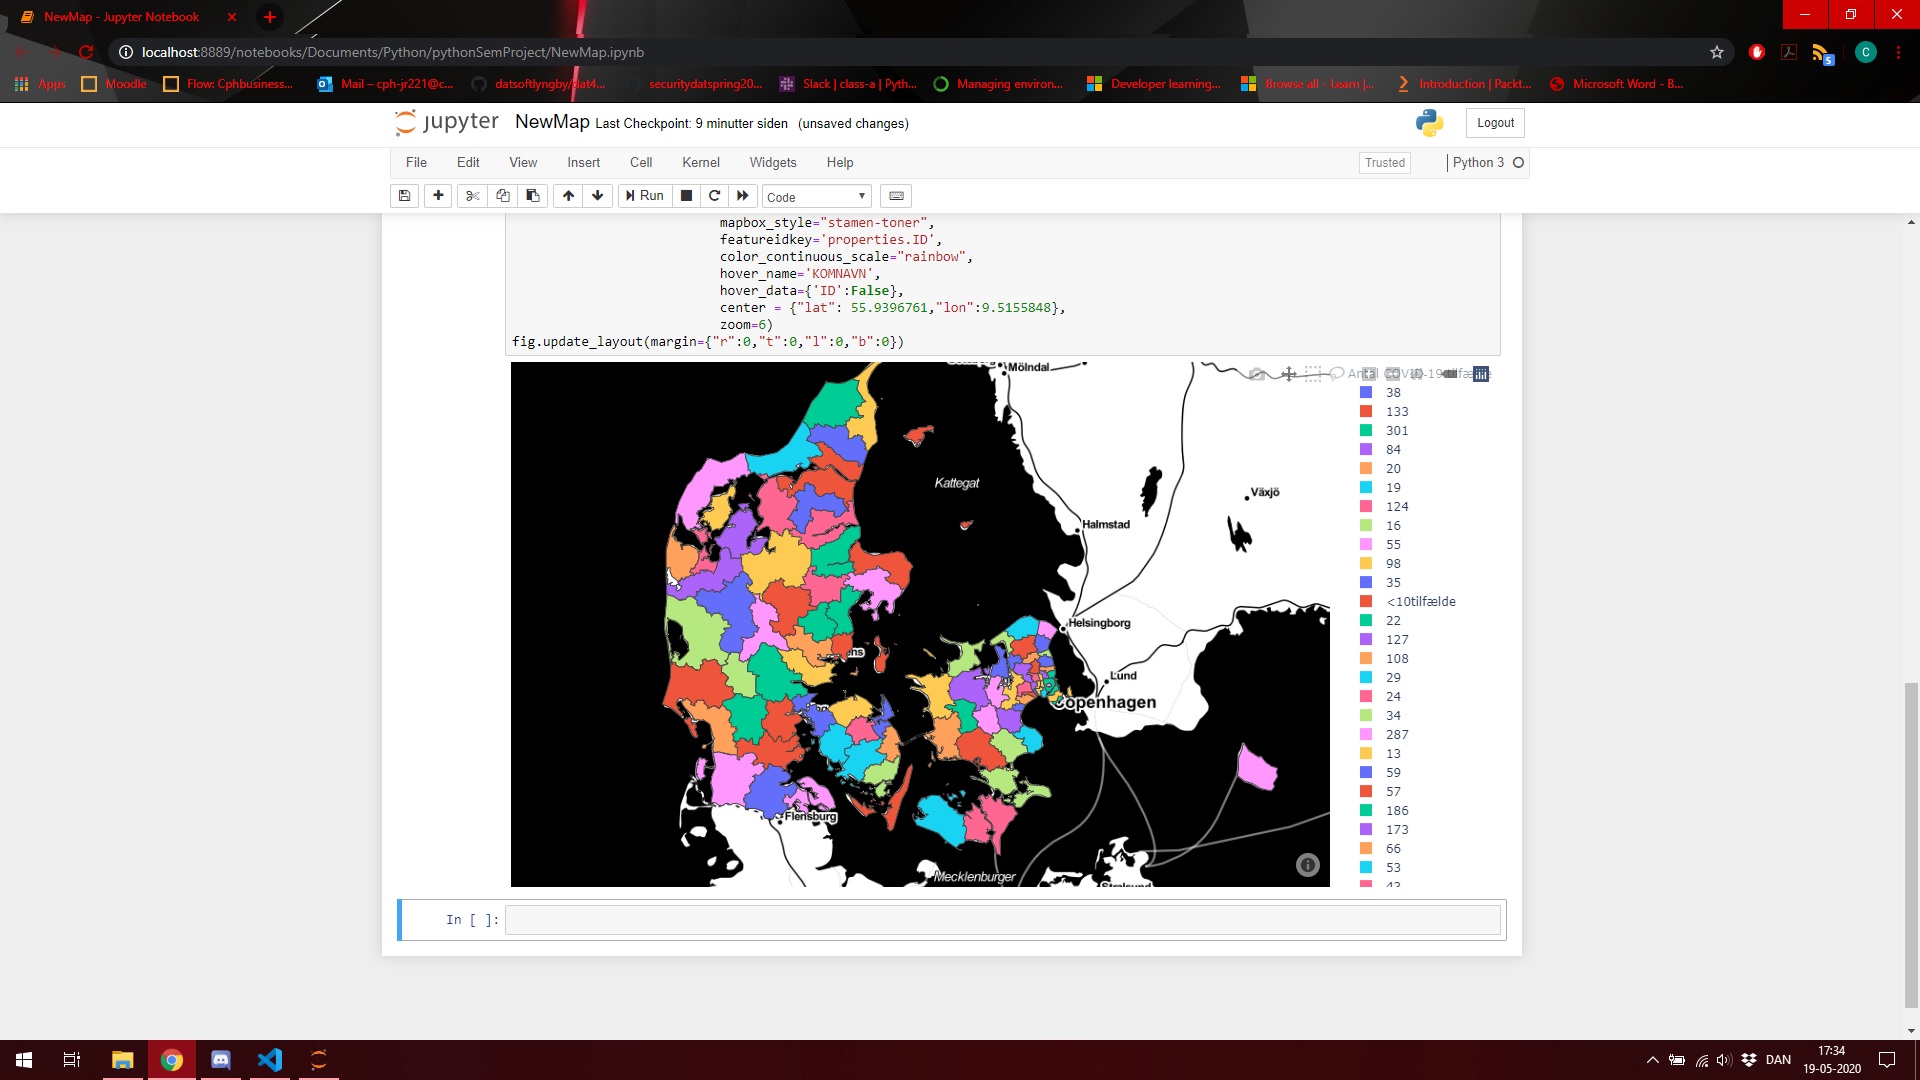 NewMap - Jupyter Notebook
localhost:8889/notebooks/Documents/Python/pythonSemProject/NewMap.ipynb
5
C
Apps
Moodle
Flow: Cphbusiness...
Mail – cph-jr221@c...
datsoftlyngby/dat4...
securitydatspring20...
Slack | class-a | Pyth...
Managing environ...
Developer learning...
Browse all - Learn |...
Introduction | Packt...
Microsoft Word - B...
jupyter NewMap Last Checkpoint: 9 minutter siden (unsaved changes)
Logout
File Edit View Insert Cell Kernel Widgets Help
Trusted
Python 3
Run
Code
mapbox_style="stamen-toner",
featureidkey='properties.ID',
color_continuous_scale="rainbow",
hover_name='KOMNAVN',
hover_data={'ID':False},
center = {"lat": 55.9396761,"lon":9.5155848},
zoom=6)
fig.update_layout(margin={"r":0,"t":0,"l":0,"b":0})
Mölndal
Kattegat
Växjö
Halmstad
Helsingborg
Lund
Copenhagen
Flensburg
Mecklenburger
Antal COVID-19tilfælde
38
133
301
84
20
19
124
16
55
98
35
<10tilfælde
22
127
108
29
24
34
287
13
59
57
186
173
66
53
43
In [ ]:
DAN
17:34
19-05-2020